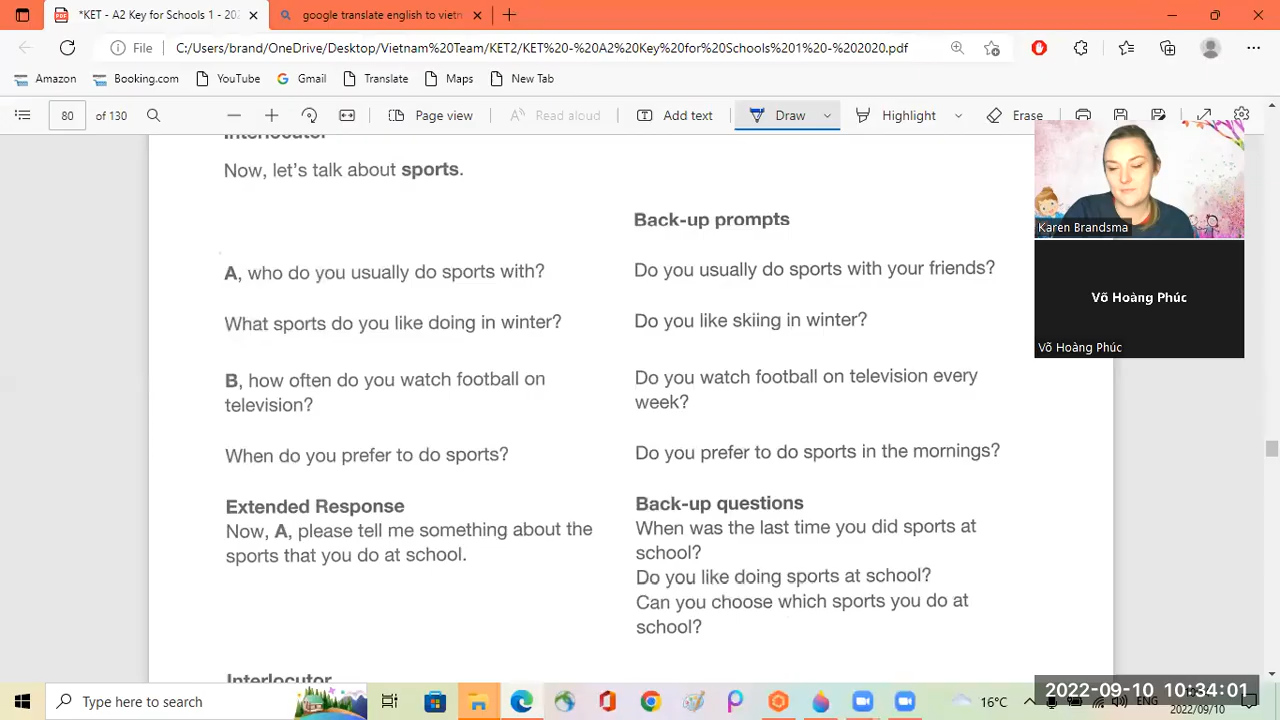 *KET - A2 Key for Schools 1 - 202
google translate english to vietn
File
C:/Users/brand/OneDrive/Desktop/Vietnam%20Team/KET2/KET%20-%20A2%20Key%20for%20Schools%201%20-%202020.pdf
Amazon
Booking.com
YouTube
Gmail
Translate
Maps
New Tab
80
of 130
Page view
Read aloud
Add text
Draw
Highlight
Erase
Interlocutor
Now, let's talk about sports.
Back-up prompts
A, who do you usually do sports with?
Do you usually do sports with your friends?
What sports do you like doing in winter?
Do you like skiing in winter?
B, how often do you watch football on
television?
Do you watch football on television every
week?
When do you prefer to do sports?
Do you prefer to do sports in the mornings?
Extended Response
Now, A, please tell me something about the
sports that you do at school.
Back-up questions
When was the last time you did sports at
school?
Do you like doing sports at school?
Can you choose which sports you do at
school?
Interlocutor
Karen Brandsma
Võ Hoàng Phúc
Võ Hoàng Phúc
Type here to search
16°C
ENG
2022-09-10 10:34:01
2022/09/10